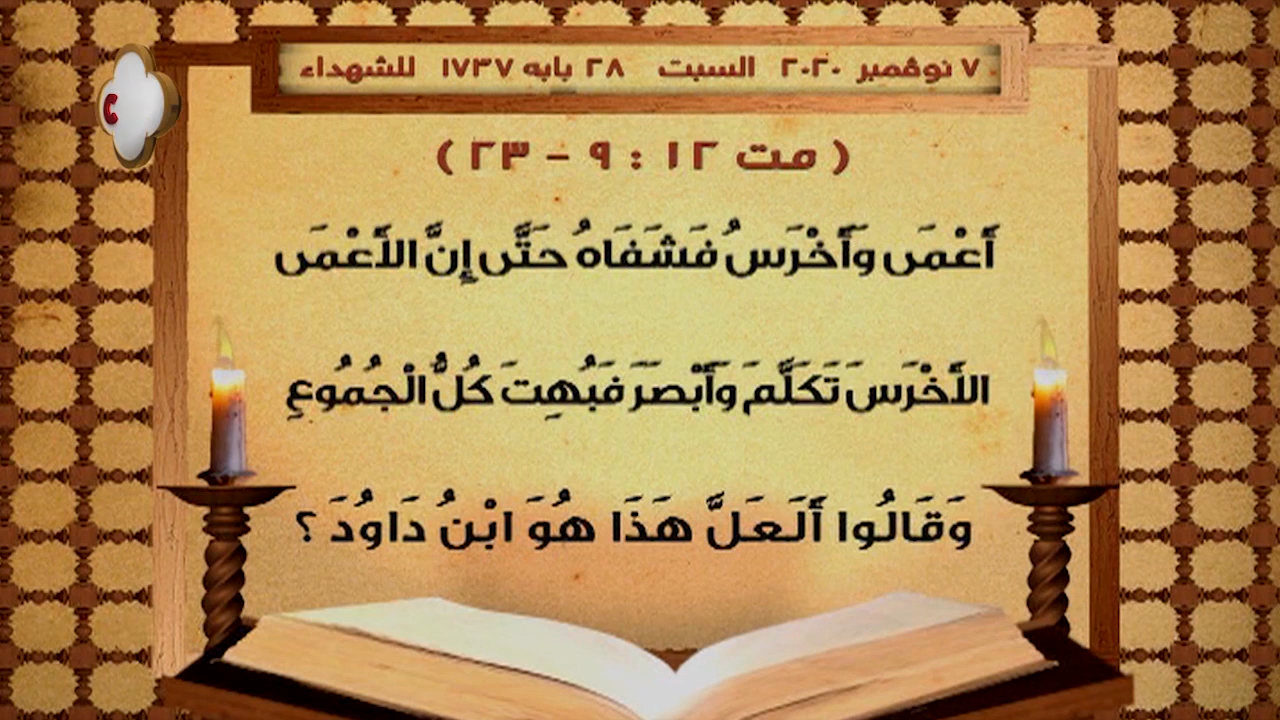 ٧ نوفمبر ٢٠٢٠ السبت ٢٨ بابه ١٧٣٧ للشهداء
( مت ١٢ : ٩ - ٢٣ )
أَعْمَى وَأَخْرَسُ فَشَفَاهُ حَتَّى إِنَّ الأَعْمَى
الأَخْرَسَ تَكَلَّمَ وَأَبْصَرَ فَبُهِتَ كُلُّ الْجُمُوعِ
وَقَالُوا أَلَعَلَّ هَذَا هُوَ ابْنُ دَاوُدَ ؟
C